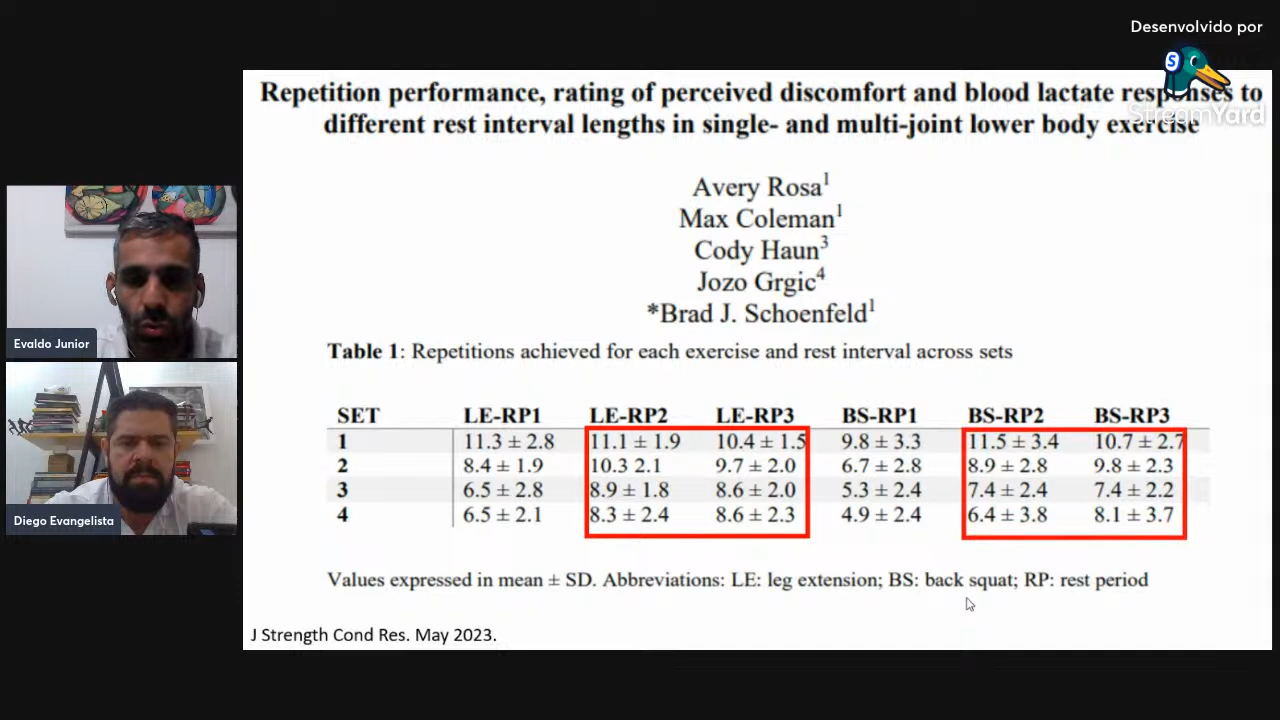 Desenvolvido por
StreamYard
Repetition performance, rating of perceived discomfort and blood lactate responses to
different rest interval lengths in single- and multi-joint lower body exercise
Avery Rosa1
Max Coleman1
Cody Haun3
Jozo Grgic4
*Brad J. Schoenfeld1
Table 1: Repetitions achieved for each exercise and rest interval across sets
SET LE-RP1 LE-RP2 LE-RP3 BS-RP1 BS-RP2 BS-RP3
1 11.3 ± 2.8 11.1 ± 1.9 10.4 ± 1.5 9.8 ± 3.3 11.5 ± 3.4 10.7 ± 2.7
2 8.4 ± 1.9 10.3 2.1 9.7 ± 2.0 6.7 ± 2.8 8.9 ± 2.8 9.8 ± 2.3
3 6.5 ± 2.8 8.9 ± 1.8 8.6 ± 2.0 5.3 ± 2.4 7.4 ± 2.4 7.4 ± 2.2
4 6.5 ± 2.1 8.3 ± 2.4 8.6 ± 2.3 4.9 ± 2.4 6.4 ± 3.8 8.1 ± 3.7
Values expressed in mean ± SD. Abbreviations: LE: leg extension; BS: back squat; RP: rest period
J Strength Cond Res. May 2023.
Evaldo Junior
Diego Evangelista